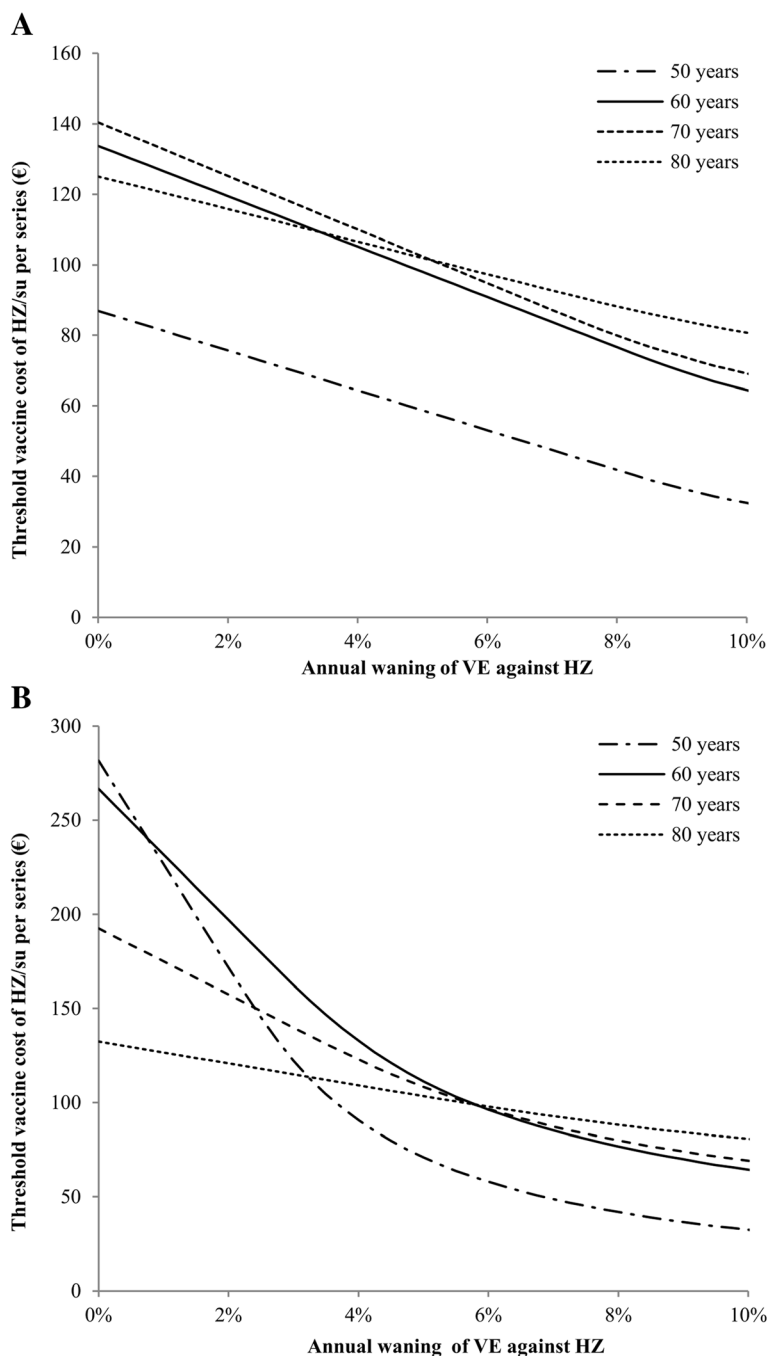 A
Threshold vaccine cost of HZ/su per series (€)
160
140
120
100
80
60
40
20
0
50 years
60 years
70 years
80 years
0% 2% 4% 6% 8% 10%
Annual waning of VE against HZ
B
Threshold vaccine cost of HZ/su per series (€)
300
250
200
150
100
50
0
50 years
60 years
70 years
80 years
0% 2% 4% 6% 8% 10%
Annual waning of VE against HZ